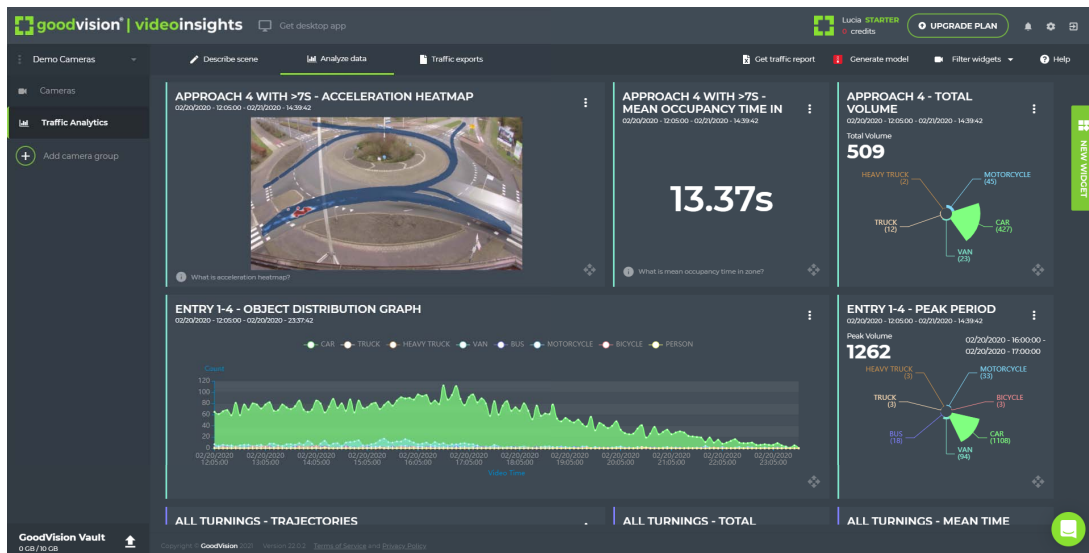 goodvision® | videoinsights
Get desktop app
Lucia STARTER
0 credits
UPGRADE PLAN
Demo Cameras
Describe scene
Analyze data
Traffic exports
Get traffic report
Generate model
Filter widgets
Help
Cameras
Traffic Analytics
Add camera group
APPROACH 4 WITH >7S - ACCELERATION HEATMAP
02/20/2020 - 12:05:00 - 02/21/2020 - 14:39:42
What is acceleration heatmap?
APPROACH 4 WITH >7S -
MEAN OCCUPANCY TIME IN
02/20/2020 - 12:05:00 - 02/21/2020 - 14:39:42
13.37s
What is mean occupancy time in zone?
APPROACH 4 - TOTAL
VOLUME
02/20/2020 - 12:05:00 - 02/21/2020 - 14:39:42
Total Volume
509
HEAVY TRUCK
(2)
MOTORCYCLE
(45)
TRUCK
(12)
CAR
(427)
VAN
(23)
NEW WIDGET
ENTRY 1-4 - OBJECT DISTRIBUTION GRAPH
02/20/2020 - 12:05:00 - 02/20/2020 - 23:37:42
CAR TRUCK HEAVY TRUCK VAN BUS MOTORCYCLE BICYCLE PERSON
Count
120
100
80
60
40
20
0
02/20/2020 02/20/2020 02/20/2020 02/20/2020 02/20/2020 02/20/2020 02/20/2020 02/20/2020 02/20/2020 02/20/2020 02/20/2020
12:05:00 13:05:00 14:05:00 15:05:00 16:05:00 17:05:00 18:05:00 19:05:00 20:05:00 21:05:00 22:05:00 23:05:00
Video Time
ENTRY 1-4 - PEAK PERIOD
02/20/2020 - 12:05:00 - 02/21/2020 - 14:39:42
Peak Volume
1262
02/20/2020 - 16:00:00 -
02/20/2020 - 17:00:00
HEAVY TRUCK
(3)
MOTORCYCLE
(33)
TRUCK
(3)
BICYCLE
(3)
BUS
(18)
CAR
(1108)
VAN
(94)
ALL TURNINGS - TRAJECTORIES
ALL TURNINGS - TOTAL
ALL TURNINGS - MEAN TIME
GoodVision Vault
0 GB / 10 GB
Copyright © GoodVision 2021 - version 22.0.2 Terms of Service and Privacy Policy